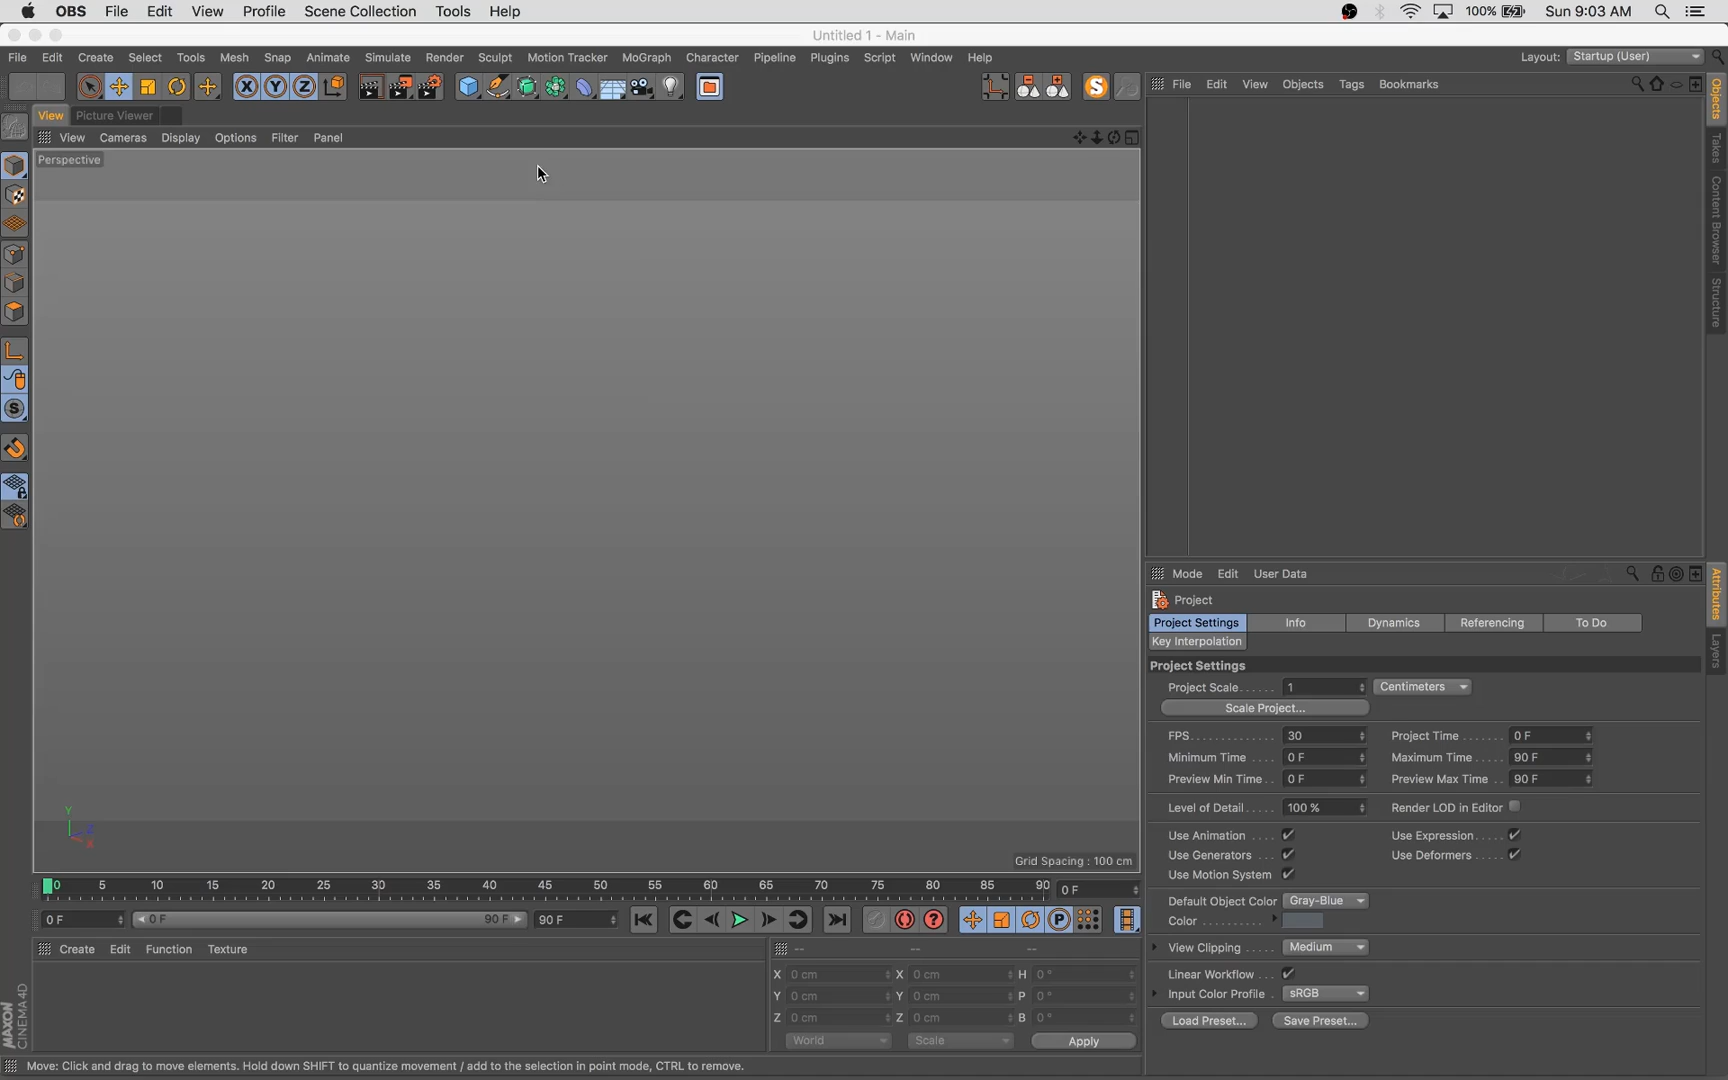 OBS File Edit View Profile Scene Collection Tools Help 100% Sun 9:03 AM
Untitled 1 - Main
File Edit Create Select Tools Mesh Snap Animate Simulate Render Sculpt Motion Tracker MoGraph Character Pipeline Plugins Script Window Help Layout: Startup (User)
X Y Z S
File Edit View Objects Tags Bookmarks
View Picture Viewer
View Cameras Display Options Filter Panel
Perspective
Objects
Takes
Content Browser
Structure
Y
Z
X
Grid Spacing : 100 cm
0 5 10 15 20 25 30 35 40 45 50 55 60 65 70 75 80 85 90 0 F
0 F 0 F 90 F 90 F P
Create Edit Function Texture
-- -- --
X 0 cm X 0 cm H 0 °
Y 0 cm Y 0 cm P 0 °
Z 0 cm Z 0 cm B 0 °
World Scale Apply
MAXON
CINEMA 4D
Move: Click and drag to move elements. Hold down SHIFT to quantize movement / add to the selection in point mode, CTRL to remove.
Mode Edit User Data
Project
Project Settings Info Dynamics Referencing To Do
Key Interpolation
Project Settings
Project Scale 1 Centimeters
Scale Project...
FPS 30 Project Time 0 F
Minimum Time 0 F Maximum Time 90 F
Preview Min Time 0 F Preview Max Time 90 F
Level of Detail 100 % Render LOD in Editor
Use Animation Use Expression
Use Generators Use Deformers
Use Motion System
Default Object Color Gray-Blue
Color
View Clipping Medium
Linear Workflow
Input Color Profile sRGB
Load Preset... Save Preset...
Attributes
Layers